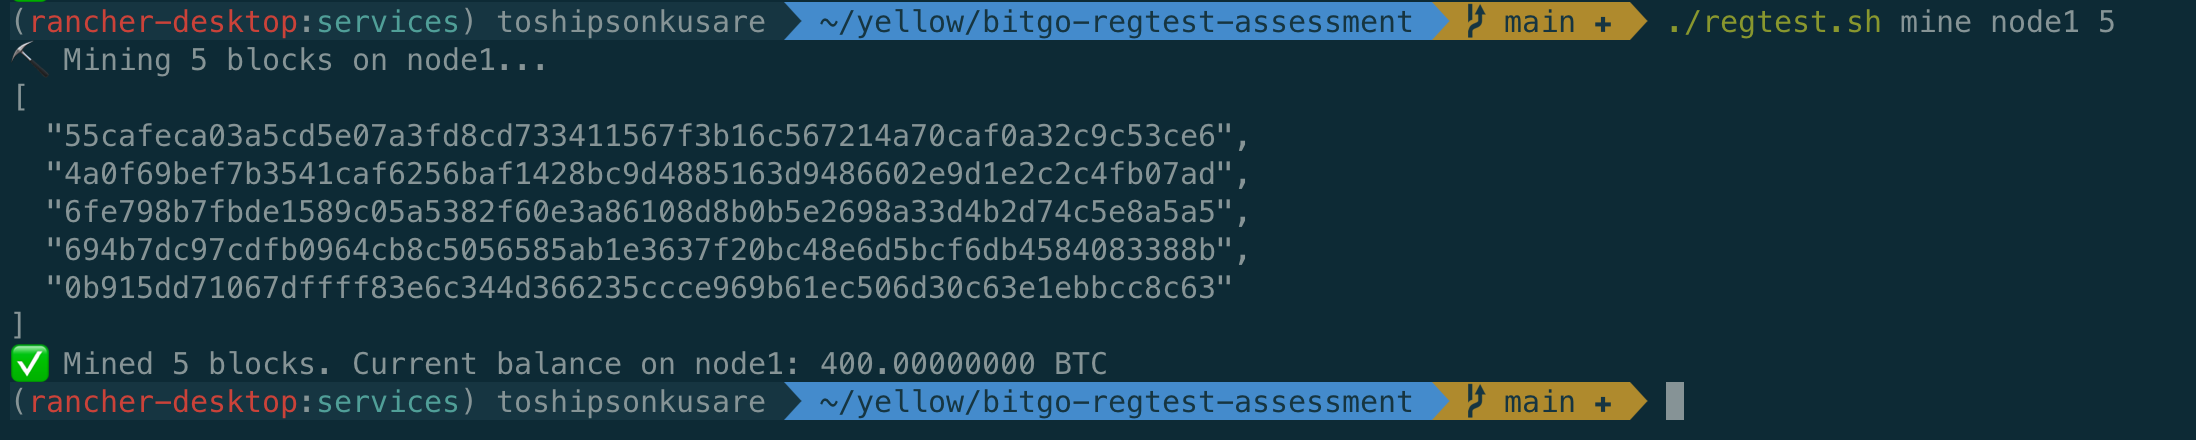 (rancher-desktop:services) toshipsonkusare ~/yellow/bitgo-regtest-assessment main + ./regtest.sh mine node1 5
Mining 5 blocks on node1...
[
"55cafeca03a5cd5e07a3fd8cd733411567f3b16c567214a70caf0a32c9c53ce6",
"4a0f69bef7b3541caf6256baf1428bc9d4885163d9486602e9d1e2c2c4fb07ad",
"6fe798b7fbde1589c05a5382f60e3a86108d8b0b5e2698a33d4b2d74c5e8a5a5",
"694b7dc97cdfb0964cb8c5056585ab1e3637f20bc48e6d5bcf6db4584083388b",
"0b915dd71067dffff83e6c344d366235ccce969b61ec506d30c63e1ebbcc8c63"
]
✅ Mined 5 blocks. Current balance on node1: 400.00000000 BTC
(rancher-desktop:services) toshipsonkusare ~/yellow/bitgo-regtest-assessment main +